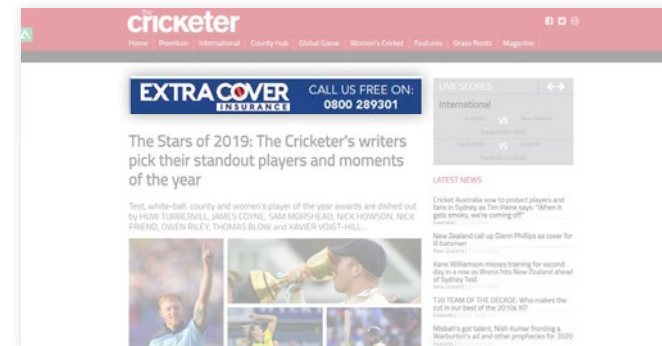 the
cricketer
Home Premium International County Hub Global Game Women's Cricket Features Grass Roots Magazine
EXTRA COVER
INSURANCE
CALL US FREE ON:
0800 289301
The Stars of 2019: The Cricketer's writers
pick their standout players and moments
of the year
Test, white-ball, county and women's player of the year awards are dished out
by HUW TURBERVILL, JAMES COYNE, SAM MORSHEAD, NICK HOWSON, NICK
FRIEND, OWEN RILEY, THOMAS BLOW and XAVIER VOIGT-HILL...
LIVE SCORES
International
Australia VS New Zealand
South Africa VS England
LATEST NEWS
Cricket Australia vow to protect players and
fans in Sydney as Tim Paine says: "When it
gets smoky, we're coming off"
Australia |
New Zealand call up Glenn Phillips as cover for
ill batsmen
New Zealand |
Kane Williamson misses training for second
day in a row as illness hits New Zealand ahead
of Sydney Test
New Zealand |
T20 TEAM OF THE DECADE: Who makes the
cut in our best of the 2010s XI?
Features |
Misbah's got talent, Nish Kumar fronting a
Warburton's ad and other prophecies for 2020
Features |